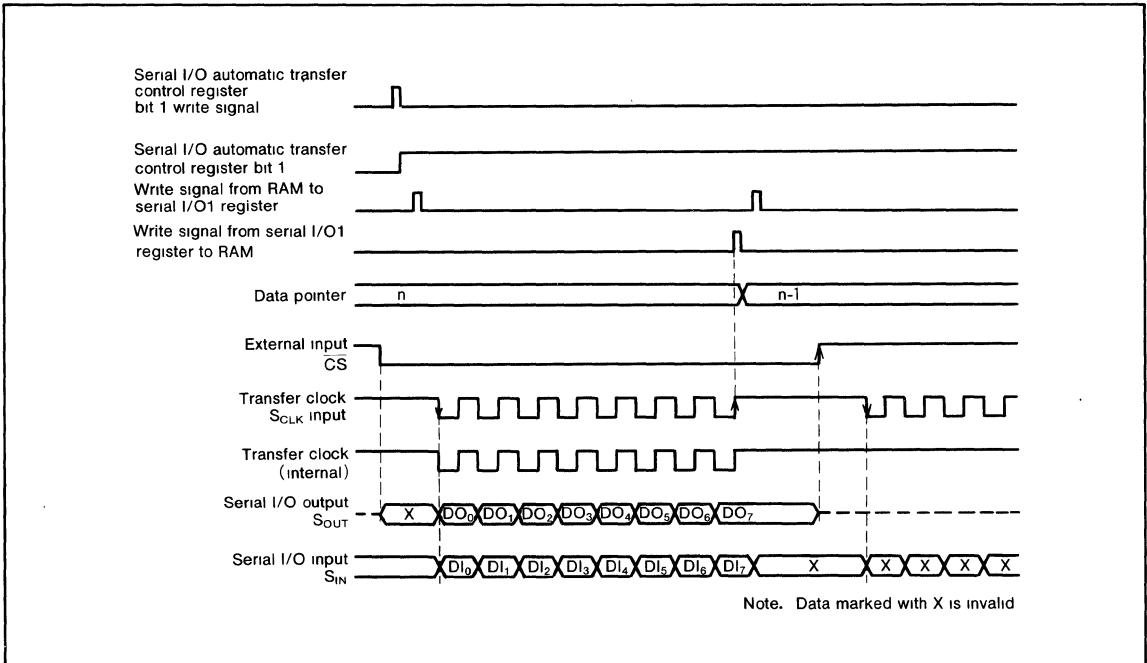 Serial I/O automatic transfer
control register
bit 1 write signal
Serial I/O automatic transfer
control register bit 1
Write signal from RAM to
serial I/O1 register
Write signal from serial I/O1
register to RAM
Data pointer
n
n-1
External input
CS
Transfer clock
SCLK input
Transfer clock
(internal)
Serial I/O output
SOUT
X DO0 DO1 DO2 DO3 DO4 DO5 DO6 DO7
Serial I/O input
SIN
DI0 DI1 DI2 DI3 DI4 DI5 DI6 DI7 X X X X X
Note. Data marked with X is invalid